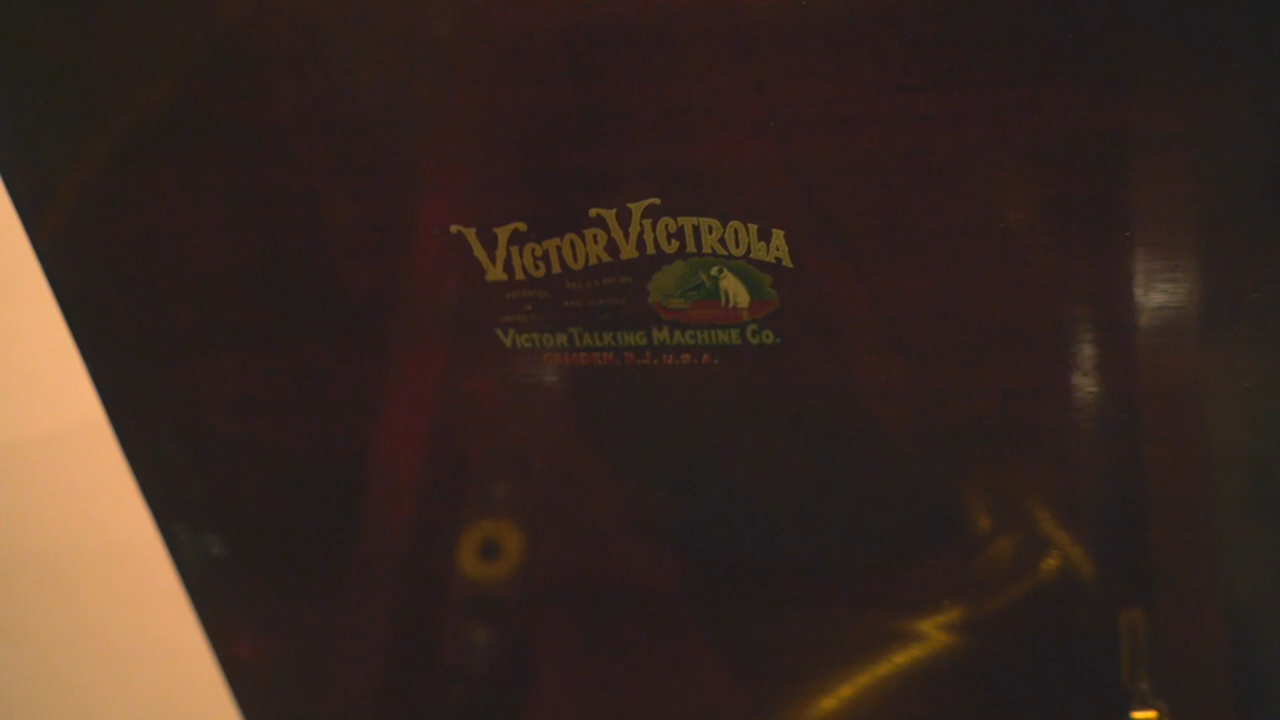 VICTOR VICTROLA
VICTOR TALKING MACHINE CO.
CAMDEN, N.J. U.S.A.